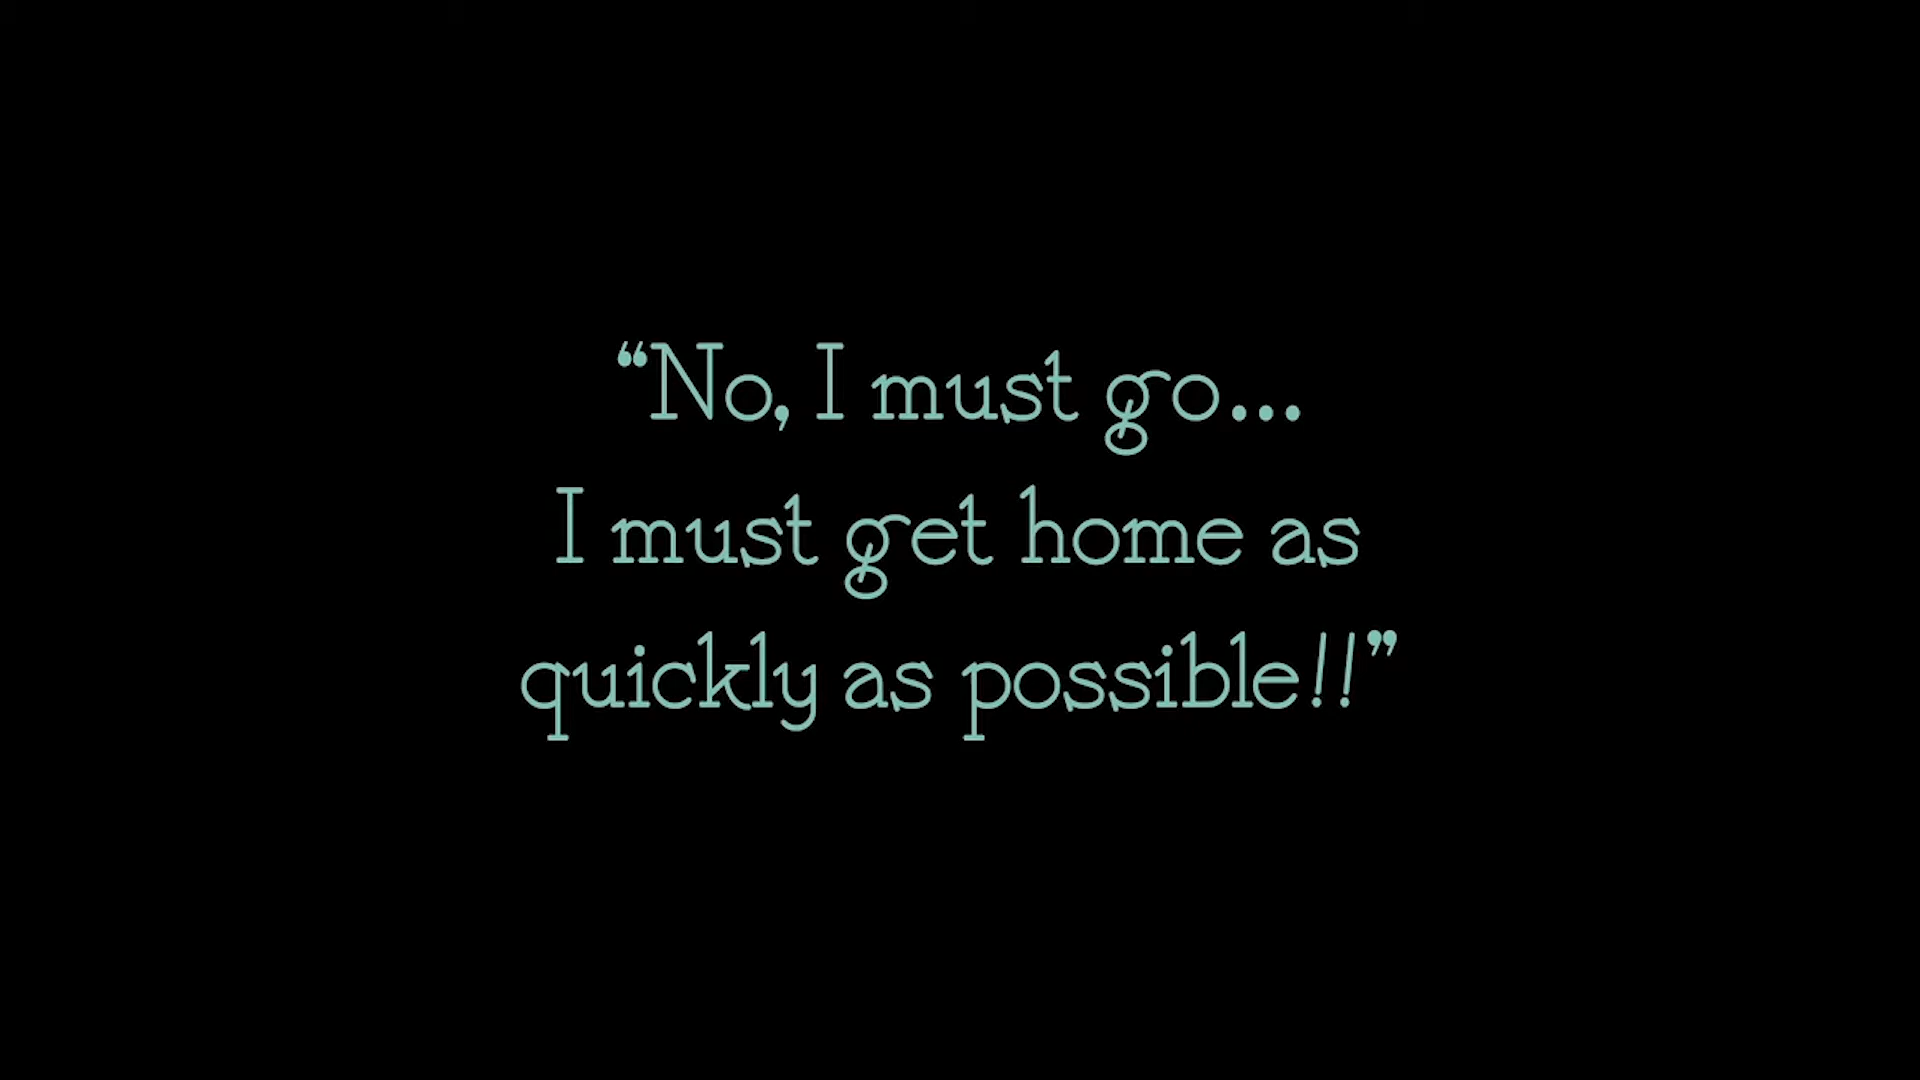 “No, I must go...
I must get home as
quickly as possible!!”